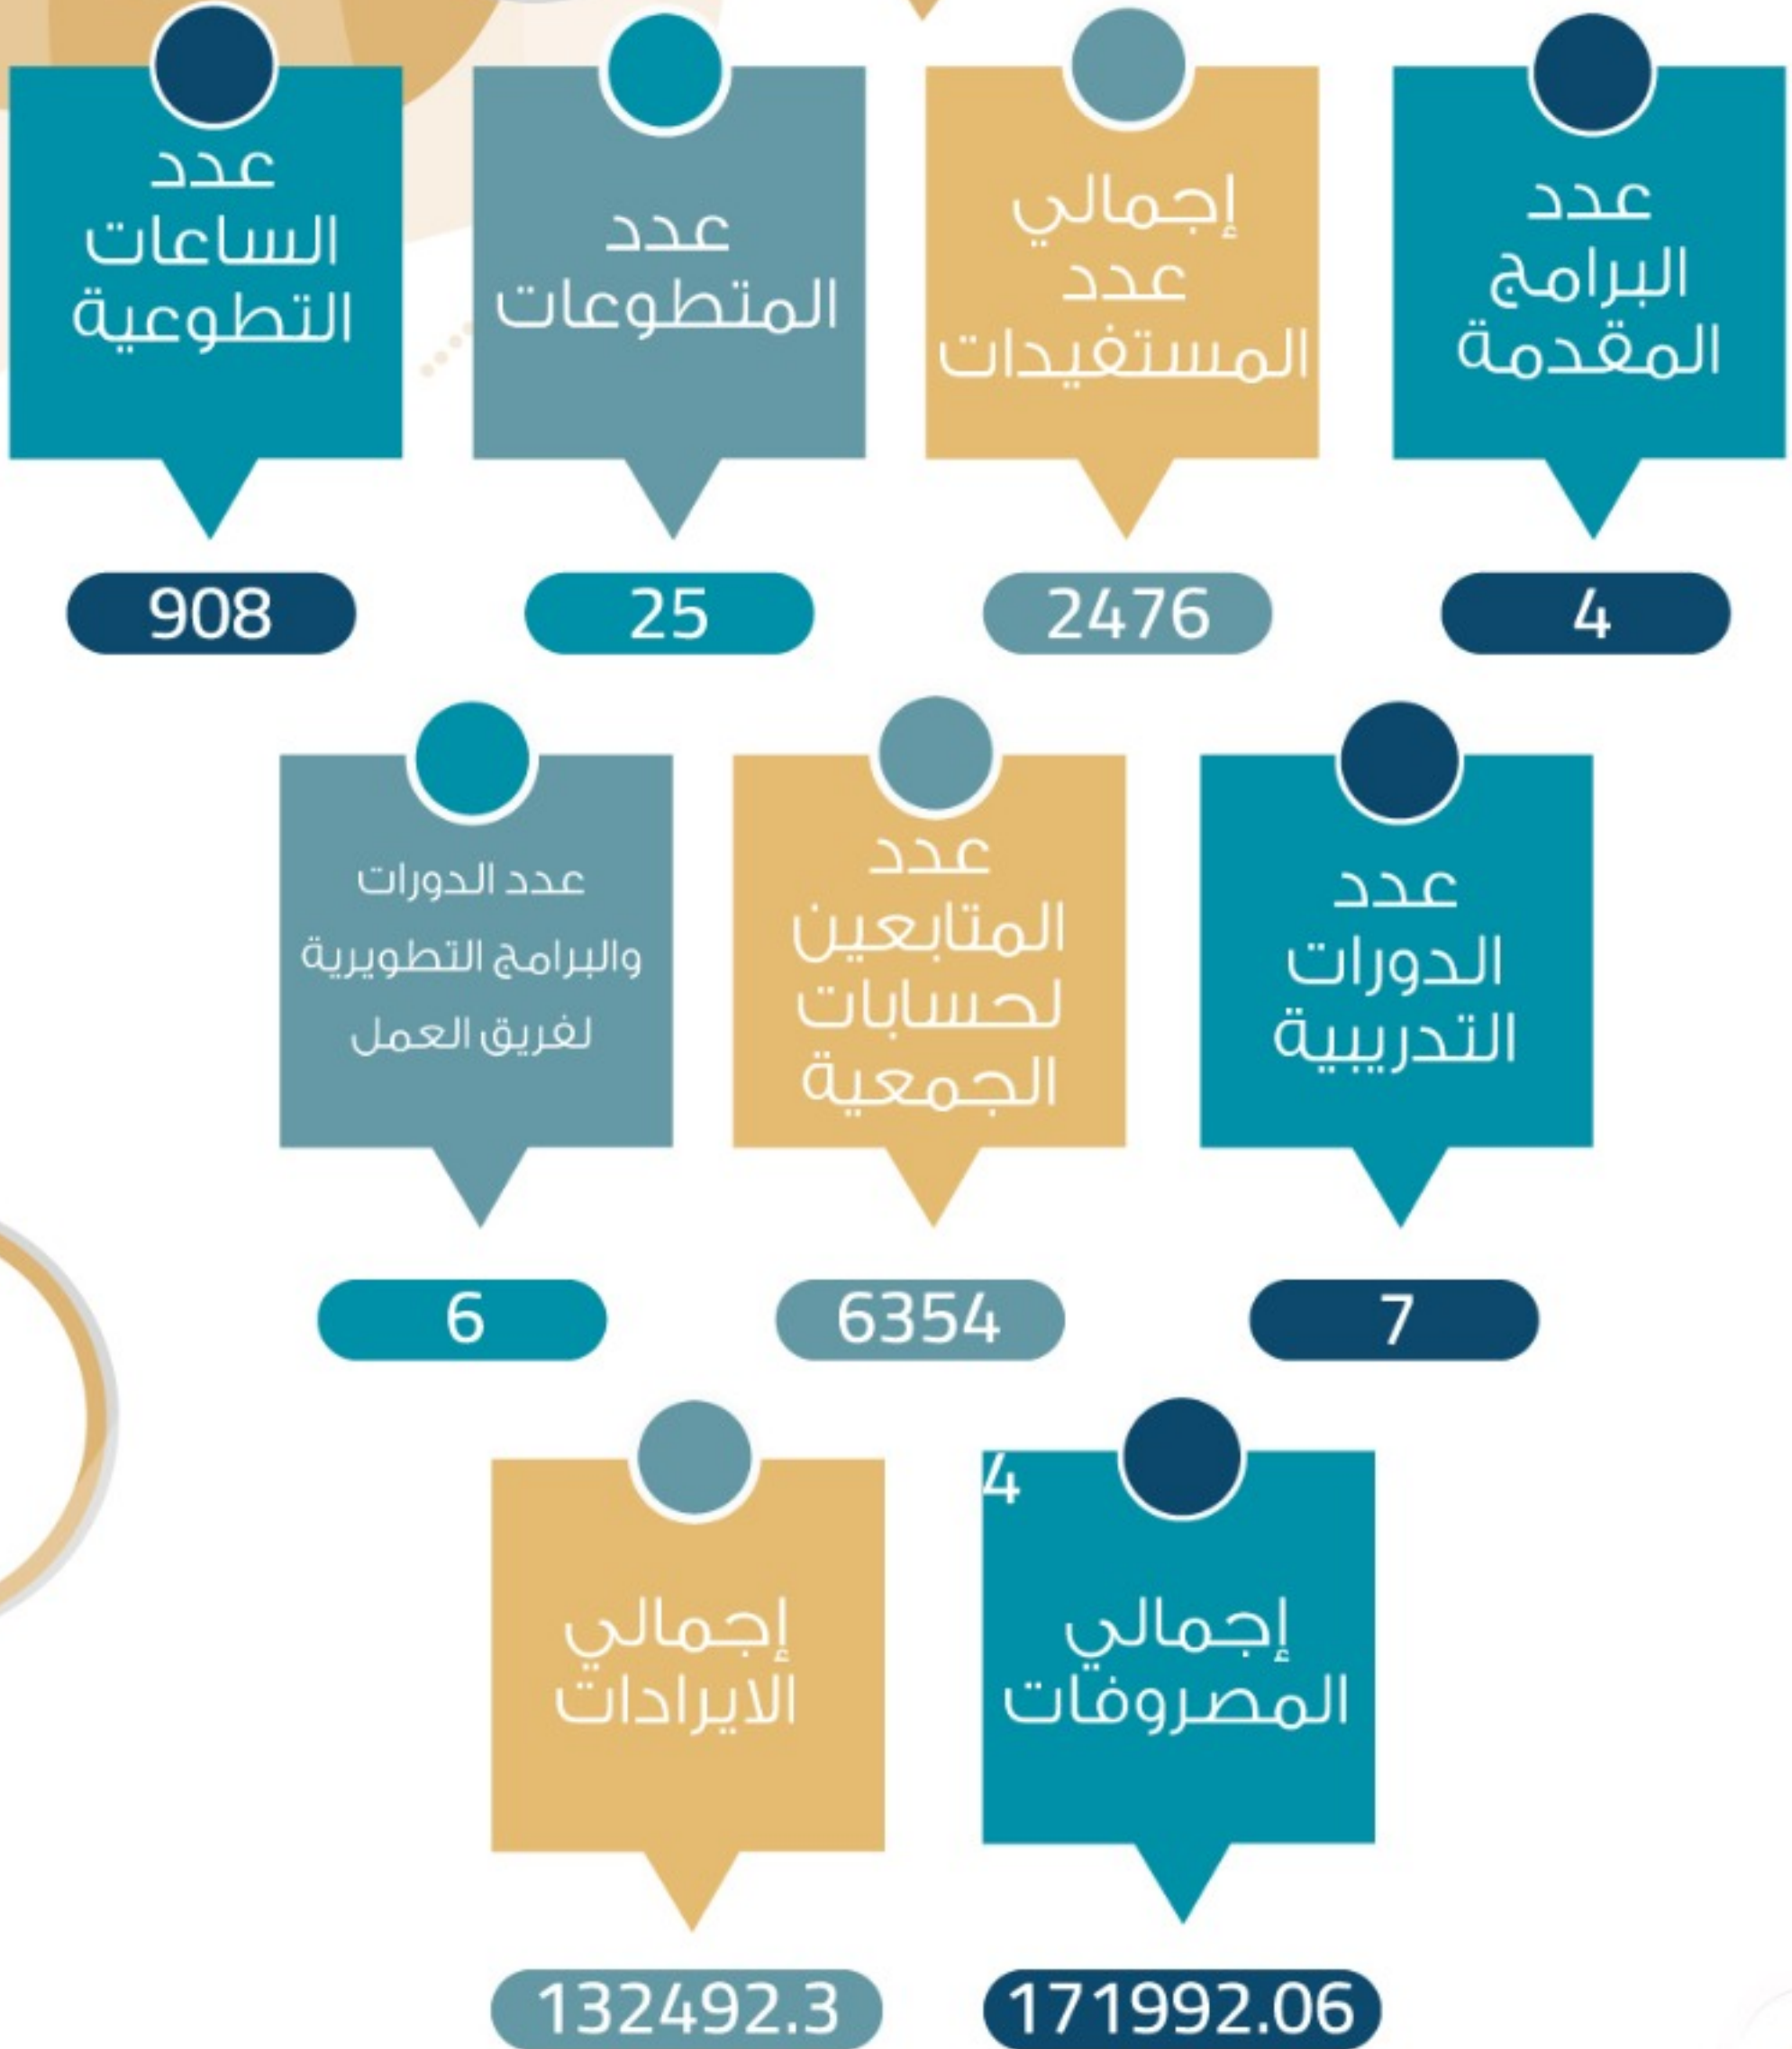 عدد
البرامج
المقدمة
4
إجمالي
عدد
المستفيدات
2476
عدد
المتطوعات
25
عدد
الساعات
التطوعية
908
عدد
الدورات
التدريبية
7
عدد
المتابعين
لحسابات
الجمعية
6354
عدد الدورات
والبرامج التطويرية
لفريق العمل
6
4
إجمالي
المصروفات
171992.06
إجمالي
الايرادات
132492.3